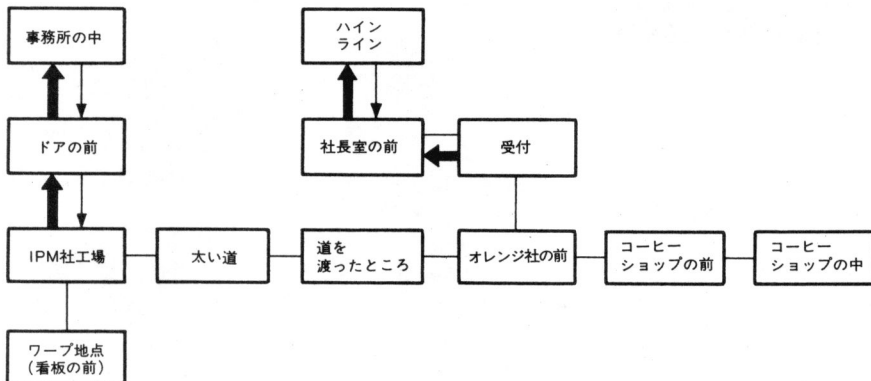 事務所の中
ハイン
ライン
ドアの前
社長室の前
受付
IPM社工場
太い道
道を
渡ったところ
オレンジ社の前
コーヒー
ショップの前
コーヒー
ショップの中
ワープ地点
(看板の前)